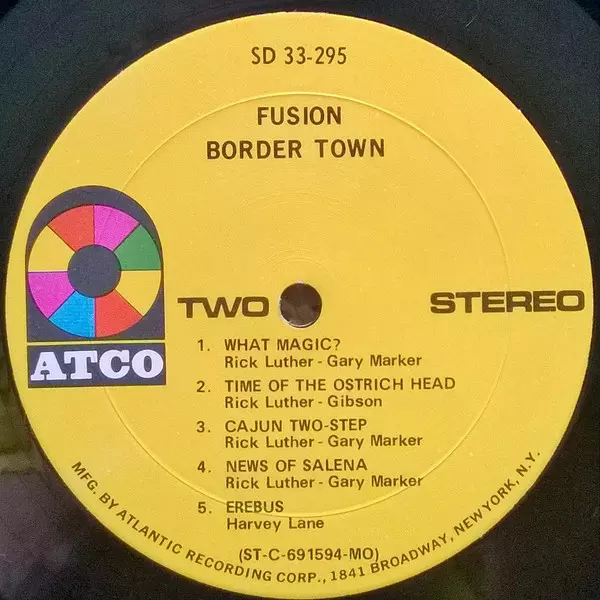 SD 33-295
FUSION
BORDER TOWN
ATCO
TWO
STEREO
1. WHAT MAGIC?
Rick Luther - Gary Marker
2. TIME OF THE OSTRICH HEAD
Rick Luther - Gibson
3. CAJUN TWO-STEP
Rick Luther - Gary Marker
4. NEWS OF SALENA
Rick Luther - Gary Marker
5. EREBUS
Harvey Lane
(ST-C-691594-MO)
MFG. BY ATLANTIC RECORDING CORP., 1841 BROADWAY, NEW YORK, N.Y.